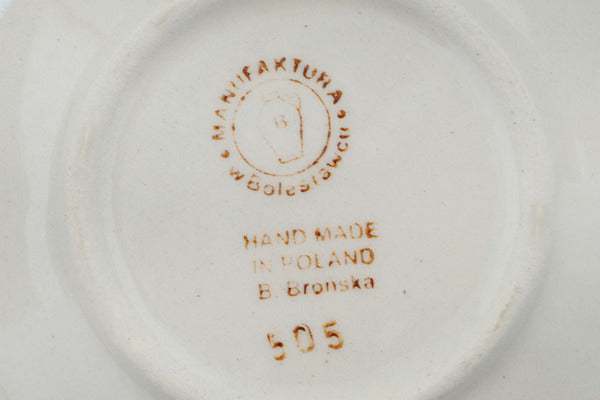 MANUFAKTURA
w Bolesławcu
B
HAND MADE
IN POLAND
B. Bronska
505